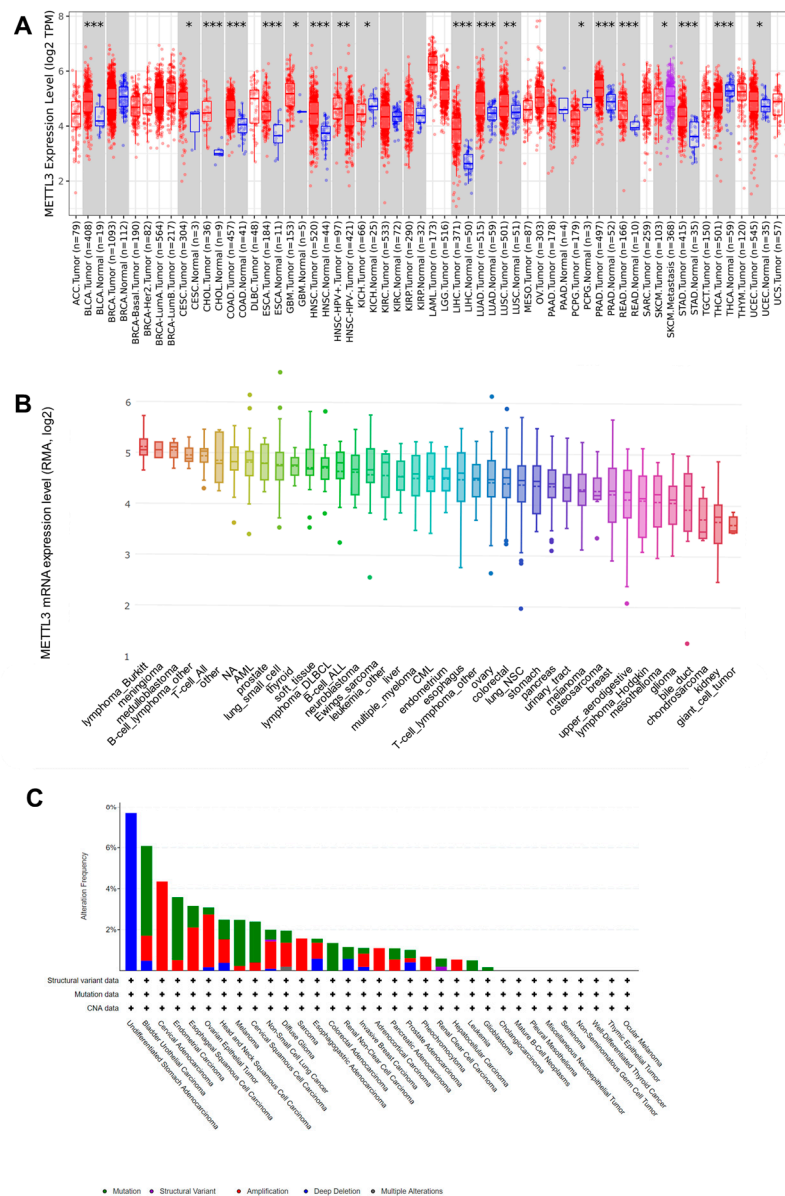 A
METTL3 Expression Level (log2 TPM)
8
6
4
2
*
***
***
***
*
***
**
*
***
***
**
*
***
***
*
***
***
*
ACC.Tumor (n=79)
BLCA.Tumor (n=408)
BLCA.Normal (n=19)
BRCA.Tumor (n=1093)
BRCA.Normal (n=112)
BRCA-Basal.Tumor (n=190)
BRCA-Her2.Tumor (n=82)
BRCA-LumA.Tumor (n=564)
BRCA-LumB.Tumor (n=217)
CESC.Tumor (n=304)
CESC.Normal (n=3)
CHOL.Tumor (n=36)
CHOL.Normal (n=9)
COAD.Tumor (n=457)
COAD.Normal (n=41)
DLBC.Tumor (n=48)
ESCA.Tumor (n=184)
ESCA.Normal (n=11)
GBM.Tumor (n=153)
GBM.Normal (n=5)
HNSC.Tumor (n=520)
HNSC.Normal (n=44)
HNSC-HPV+.Tumor (n=97)
HNSC-HPV-.Tumor (n=421)
KICH.Tumor (n=66)
KICH.Normal (n=25)
KIRC.Tumor (n=533)
KIRC.Normal (n=72)
KIRP.Tumor (n=290)
KIRP.Normal (n=32)
LAML.Tumor (n=173)
LGG.Tumor (n=516)
LIHC.Tumor (n=371)
LIHC.Normal (n=50)
LUAD.Tumor (n=515)
LUAD.Normal (n=59)
LUSC.Tumor (n=501)
LUSC.Normal (n=51)
MESO.Tumor (n=87)
OV.Tumor (n=303)
PAAD.Tumor (n=178)
PAAD.Normal (n=4)
PCPG.Tumor (n=179)
PCPG.Normal (n=3)
PRAD.Tumor (n=497)
PRAD.Normal (n=52)
READ.Tumor (n=166)
READ.Normal (n=10)
SARC.Tumor (n=259)
SKCM.Tumor (n=103)
SKCM.Metastasis (n=368)
STAD.Tumor (n=415)
STAD.Normal (n=35)
TGCT.Tumor (n=150)
THCA.Tumor (n=501)
THCA.Normal (n=59)
THYM.Tumor (n=120)
UCEC.Tumor (n=545)
UCEC.Normal (n=35)
UCS.Tumor (n=57)
B
METTL3 mRNA expression level (RMA, log2)
6
5
4
3
2
1
lymphoma_Burkitt
meningioma
medulloblastoma
B-cell_lymphoma_other
T-cell_All
other
NA
AML
prostate
lung_small_cell
thyroid
soft_tissue
lymphoma_DLBCL
B-cell_ALL
neuroblastoma
Ewings_sarcoma
leukemia_other
liver
multiple_myeloma
CML
endometrium
esophagus
T-cell_lymphoma_other
ovary
colorectal
lung_NSC
stomach
pancreas
urinary_tract
melanoma
osteosarcoma
breast
upper_aerodigestive
lymphoma_Hodgkin
mesothelioma
glioma
bile_duct
chondrosarcoma
kidney
giant_cell_tumor
C
Alteration Frequency
8%
6%
4%
2%
Structural variant data
Mutation data
CNA data
Undifferentiated Stomach Adenocarcinoma
Bladder Urothelial Carcinoma
Cervical Adenocarcinoma
Endometrial Carcinoma
Esophageal Squamous Cell Carcinoma
Ovarian Epithelial Tumor
Head and Neck Squamous Cell Carcinoma
Melanoma
Cervical Squamous Cell Carcinoma
Non-Small Cell Lung Cancer
Diffuse Glioma
Sarcoma
Esophagogastric Adenocarcinoma
Colorectal Adenocarcinoma
Renal Non-Clear Cell Carcinoma
Invasive Breast Carcinoma
Adrenocortical Carcinoma
Pancreatic Adenocarcinoma
Prostate Adenocarcinoma
Pheochromocytoma
Renal Clear Cell Carcinoma
Hepatocellular Carcinoma
Leukemia
Glioblastoma
Cholangiocarcinoma
Mature B-Cell Neoplasms
Pleural Mesothelioma
Miscellaneous Neuroepithelial Tumor
Seminoma
Non-Seminomatous Germ Cell Tumor
Well-Differentiated Thyroid Cancer
Thymic Epithelial Tumor
Ocular Melanoma
Mutation
Structural Variant
Amplification
Deep Deletion
Multiple Alterations